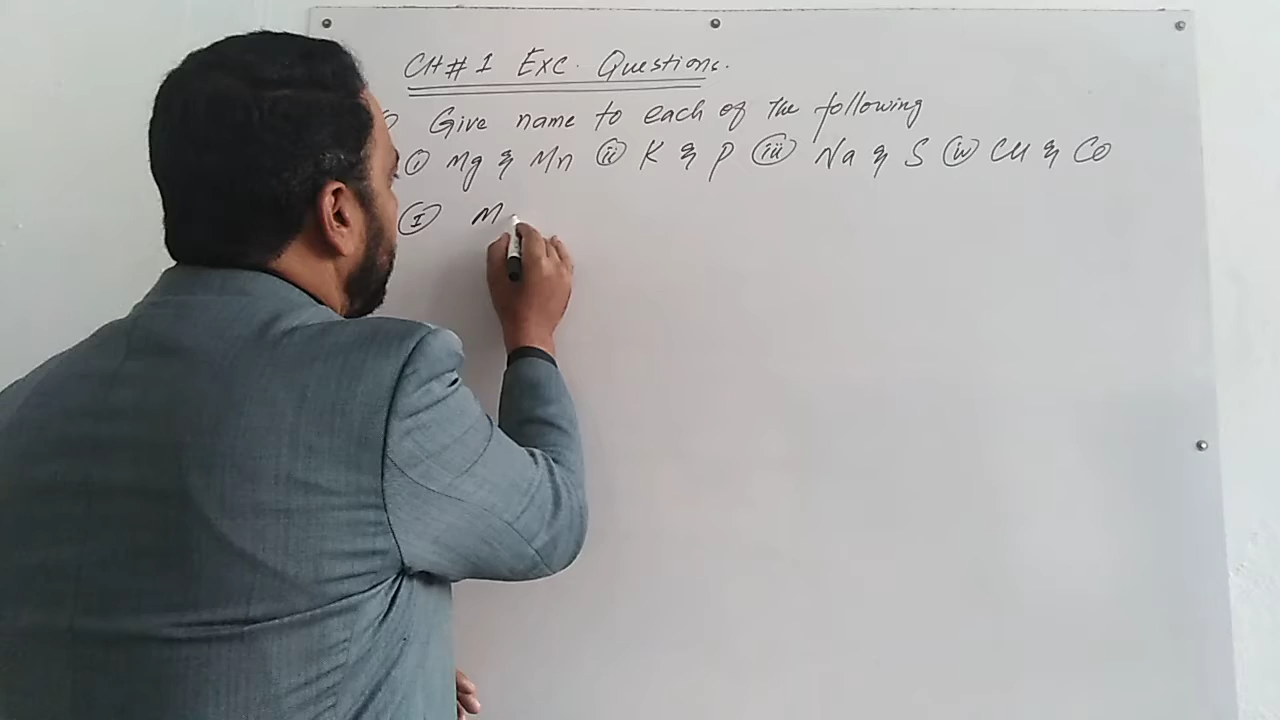 CH# 1 Exc. Questions.
Give name to each of the following
(i) Mg & Mn (ii) K & P (iii) Na & S (iv) Cu & Co
(I) M